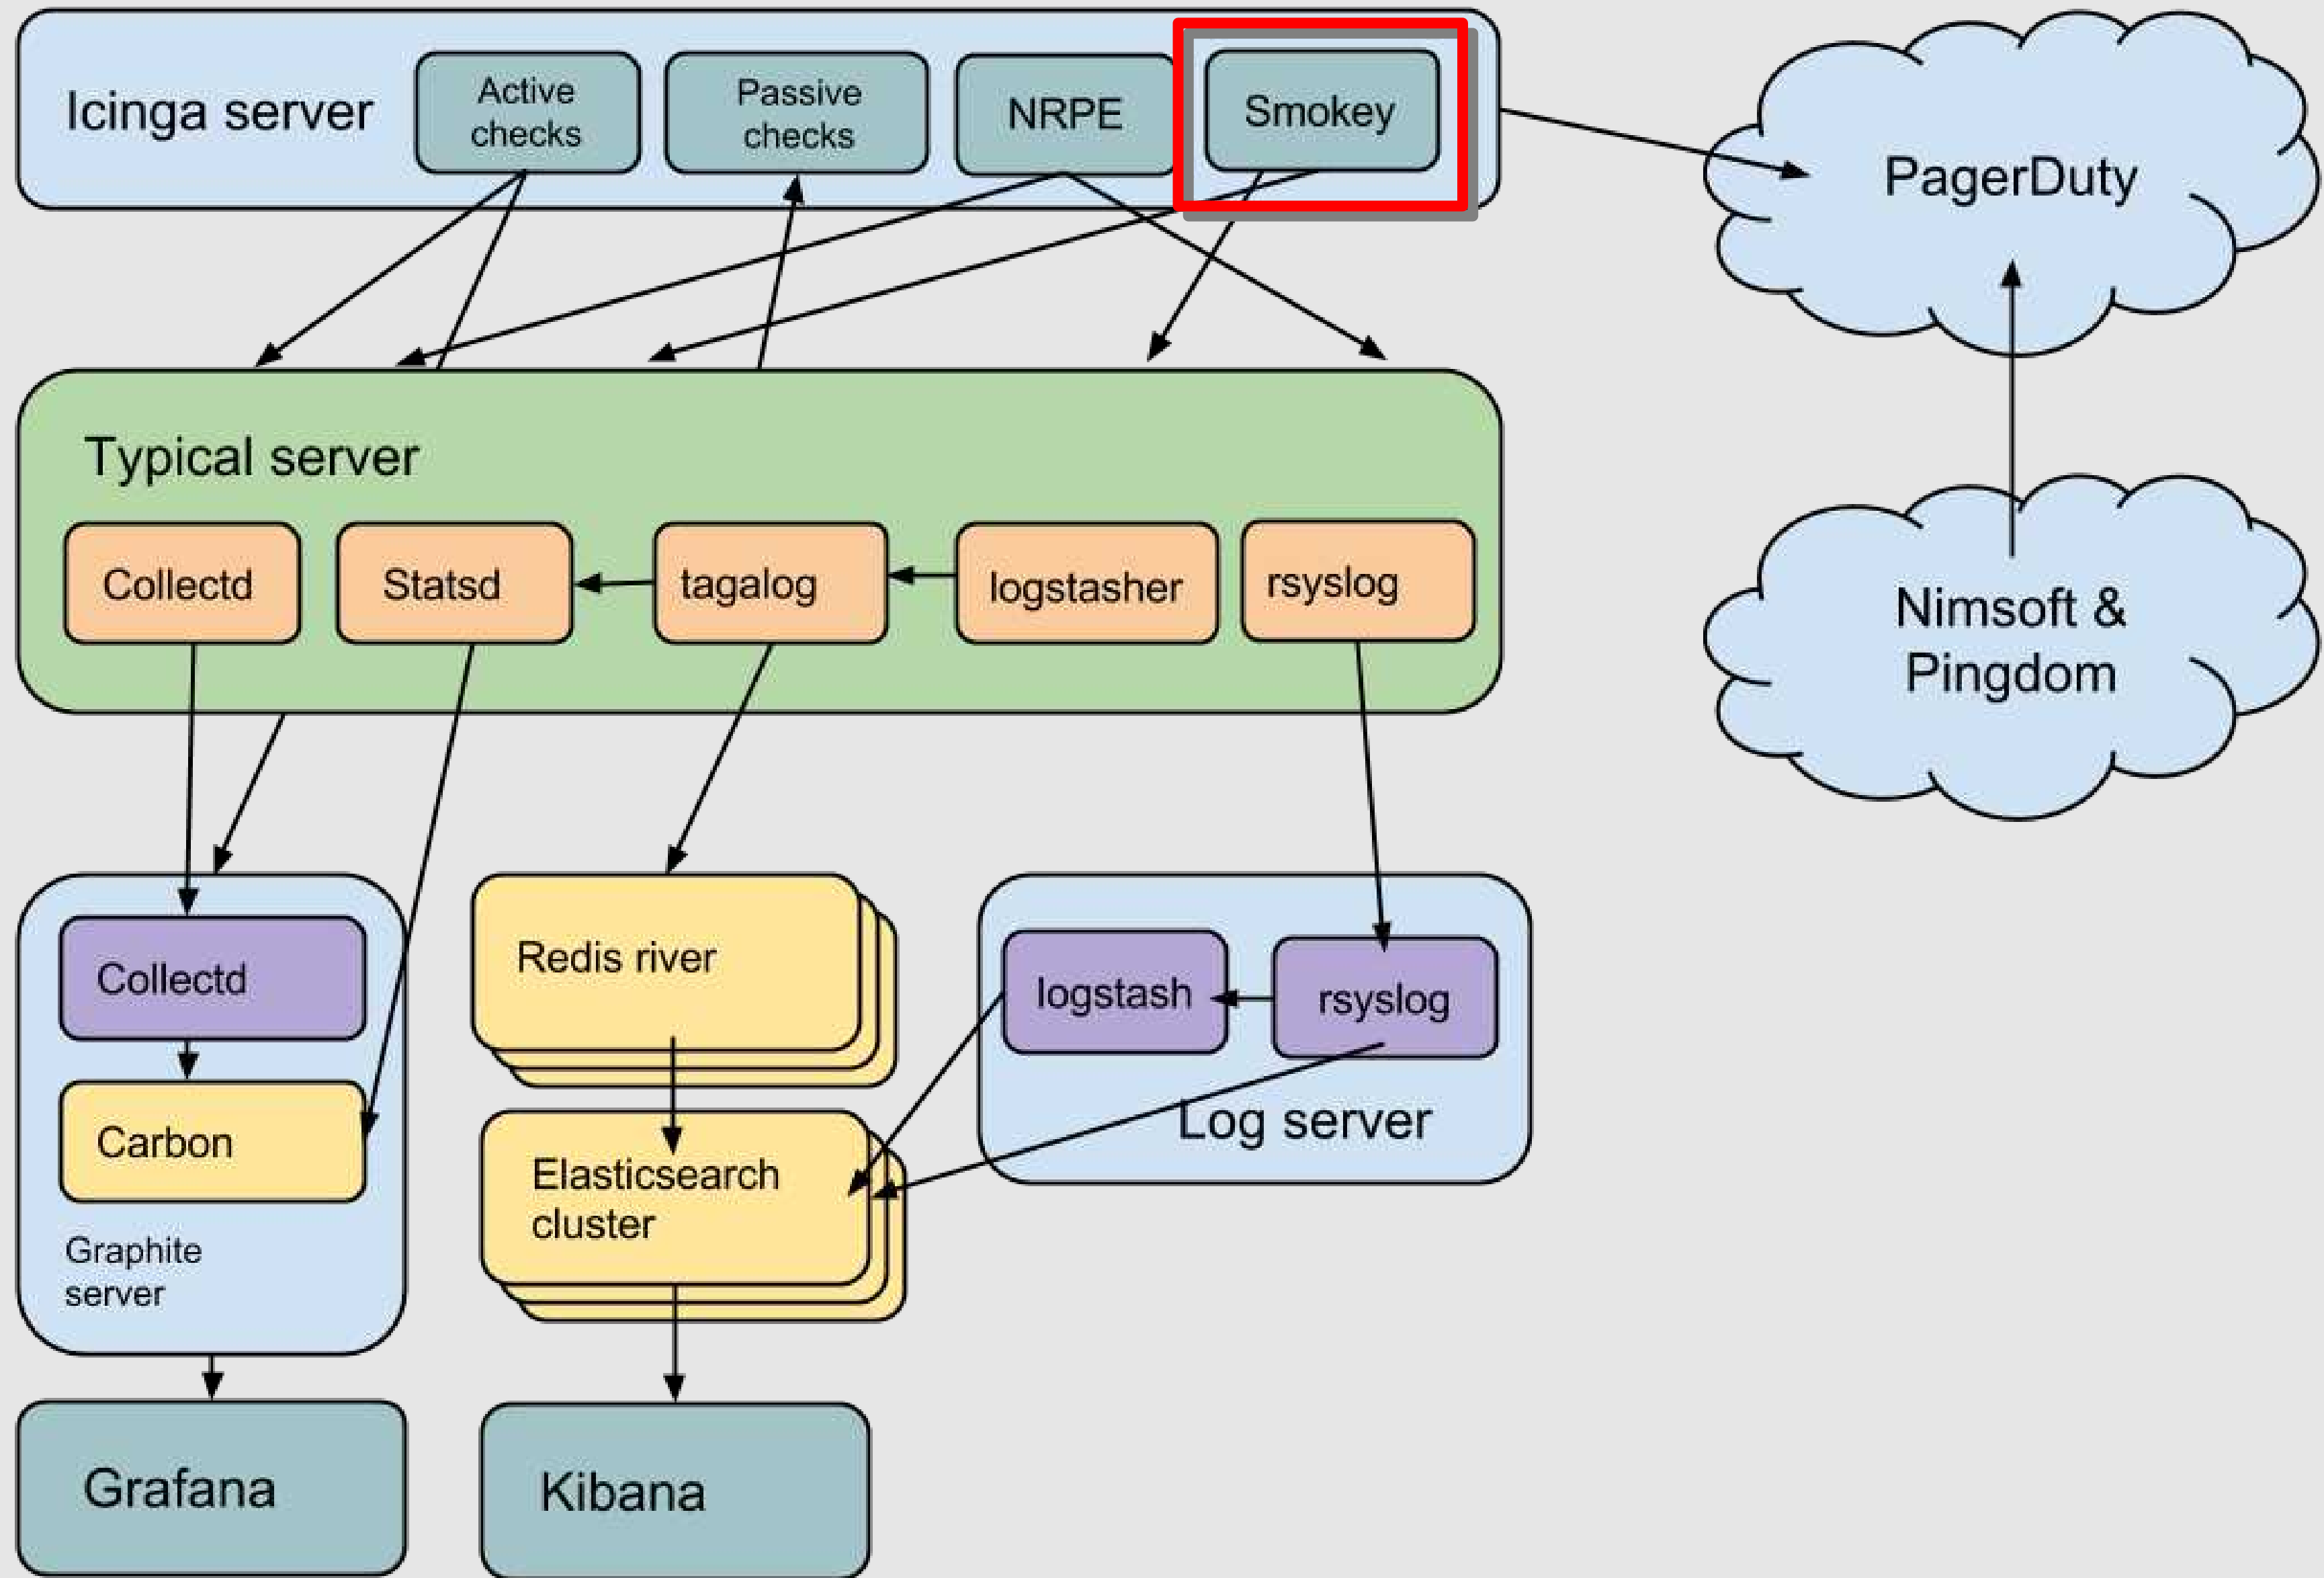 Icinga server
Active
checks
Passive
checks
NRPE
Smokey
PagerDuty
Typical server
Collectd
Statsd
tagalog
logstasher
rsyslog
Nimsoft &
Pingdom
Collectd
Carbon
Graphite
server
Redis river
Elasticsearch
cluster
logstash
rsyslog
Log server
Grafana
Kibana